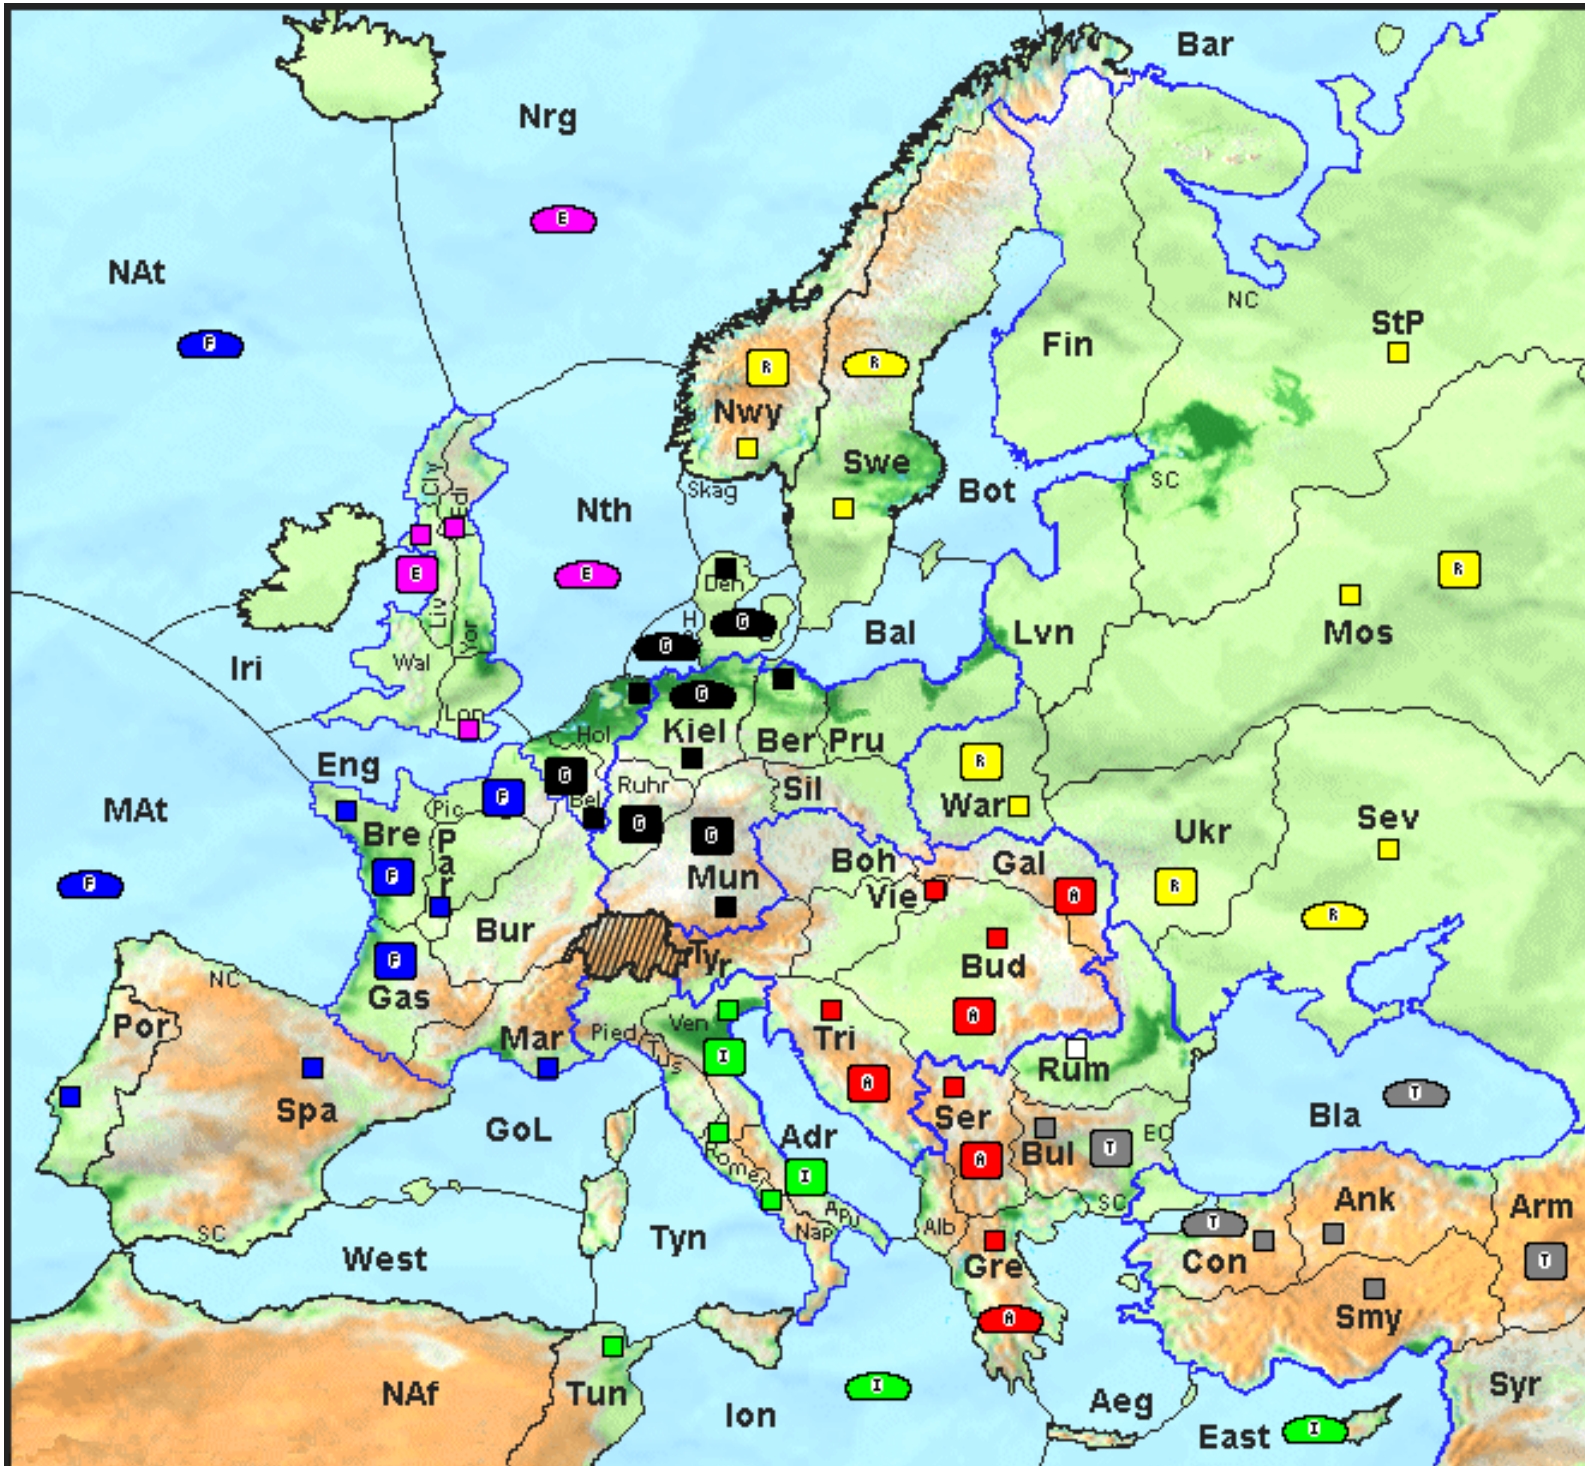 Bar
Nrg
E
NAt
NC
StP
F
Fin
R
R
Nwy
Swe
Cly
Edi
Skag
Bot
SC
Nth
E
E
Den
R
Liv
Yor
H
G
Bal
Lvn
Mos
Iri
Wal
G
Lon
G
Hol
Kiel
Ber
Pru
Eng
G
Ruhr
Sil
R
War
MAt
F
Pic
Bel
G
G
Ukr
Sev
Bre
Par
Boh
Gal
F
F
Mun
Vie
A
R
R
Bur
F
Tyr
Bud
NC
Gas
Por
Mar
Pied
Ven
Tri
A
Tus
I
Rum
Spa
A
Ser
T
GoL
Adr
Bla
Bul
T
EC
Rome
I
A
Apu
SC
Ank
Arm
SC
West
Tyn
Nap
Alb
T
Con
T
Gre
Smy
A
NAf
Tun
Ion
I
Aeg
Syr
East
I